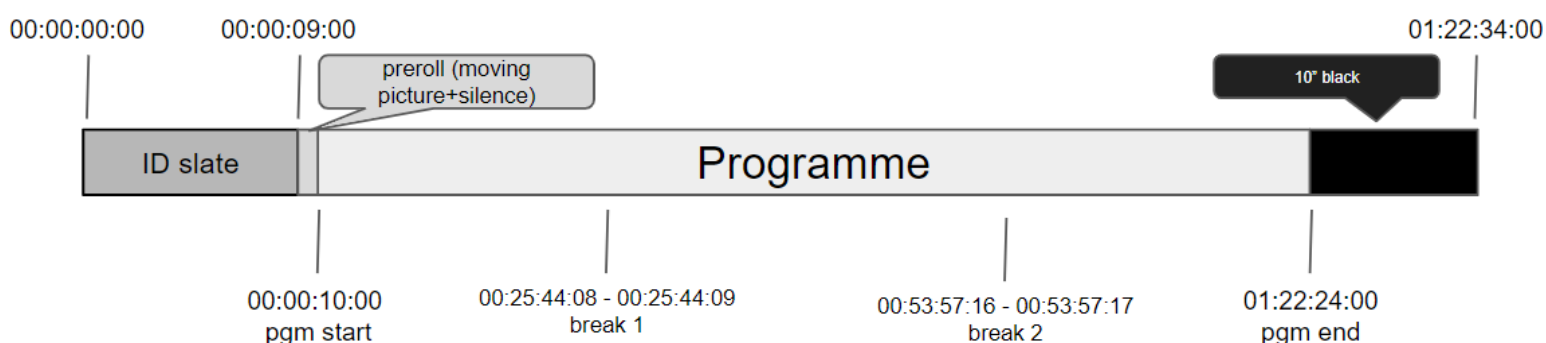 00:00:00:00
00:00:09:00
01:22:34:00
preroll (moving
picture+silence)
10” black
ID slate
Programme
00:00:10:00
pgm start
00:25:44:08 - 00:25:44:09
break 1
00:53:57:16 - 00:53:57:17
break 2
01:22:24:00
pgm end